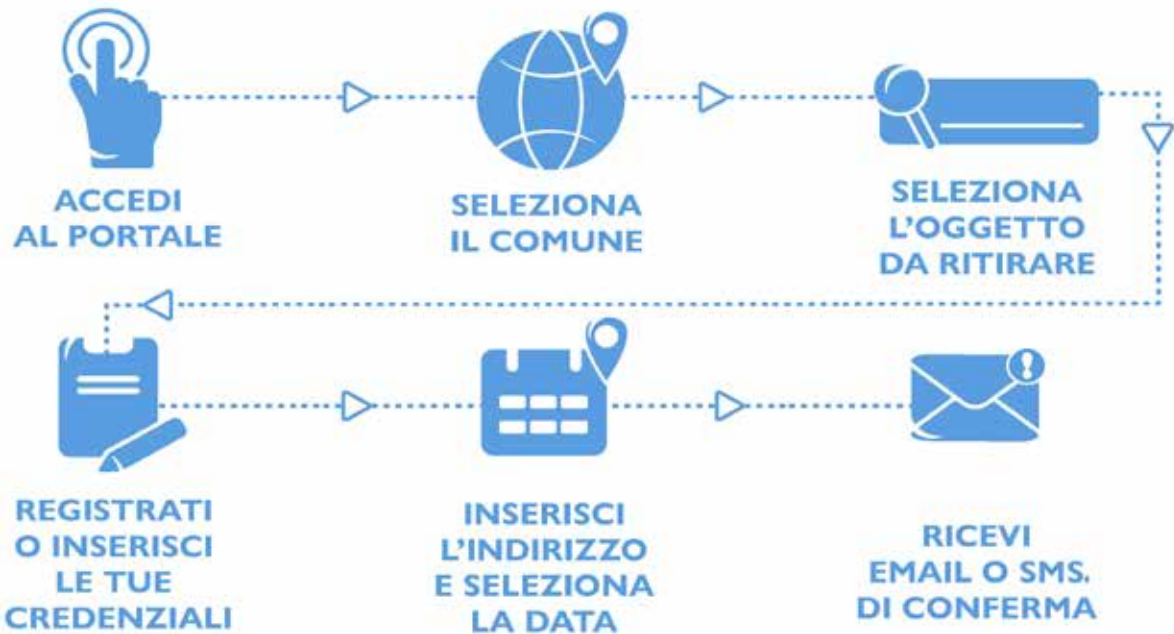 ACCEDI
AL PORTALE
SELEZIONA
IL COMUNE
SELEZIONA
L'OGGETTO
DA RITIRARE
REGISTRATI
O INSERISCI
LE TUE
CREDENZIALI
INSERISCI
L'INDIRIZZO
E SELEZIONA
LA DATA
RICEVI
EMAIL O SMS.
DI CONFERMA